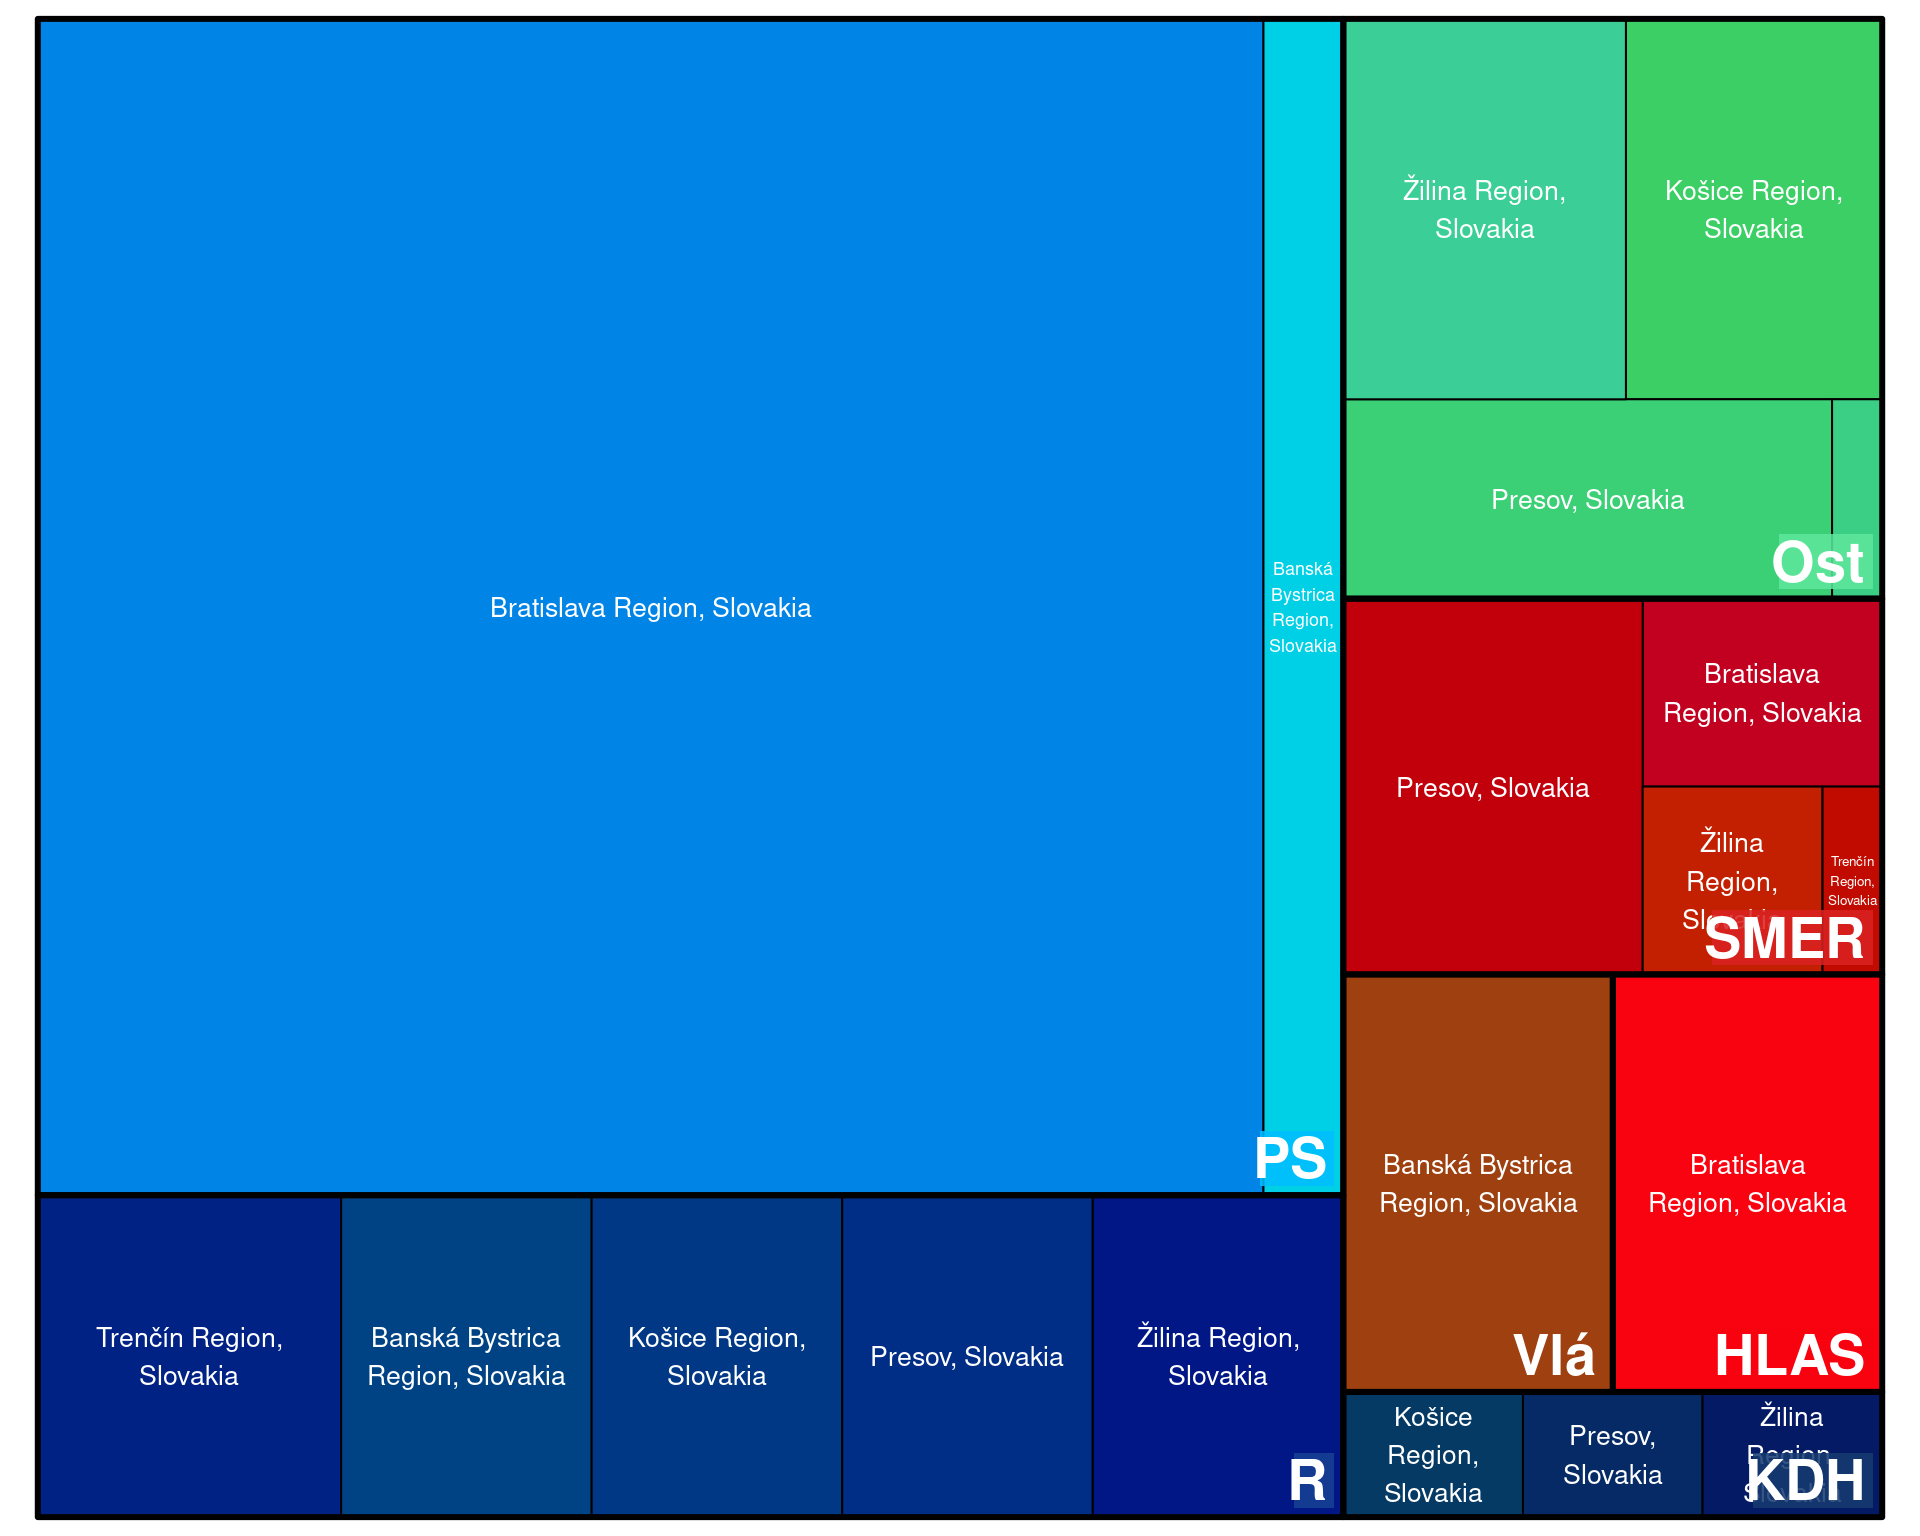 Bratislava Region, Slovakia
Banská
Bystrica
Region,
Slovakia
PS
Trenčín Region,
Slovakia
Banská Bystrica
Region, Slovakia
Košice Region,
Slovakia
Presov, Slovakia
Žilina Region,
Slovakia
R
Žilina Region,
Slovakia
Košice Region,
Slovakia
Presov, Slovakia
Ost
Presov, Slovakia
Bratislava
Region, Slovakia
Žilina
Region,
Slovakia
Trenčín
Region,
Slovakia
SMER
Banská Bystrica
Region, Slovakia
Vlá
Bratislava
Region, Slovakia
HLAS
Košice
Region,
Slovakia
Presov,
Slovakia
Žilina
Region,
Slovakia
KDH